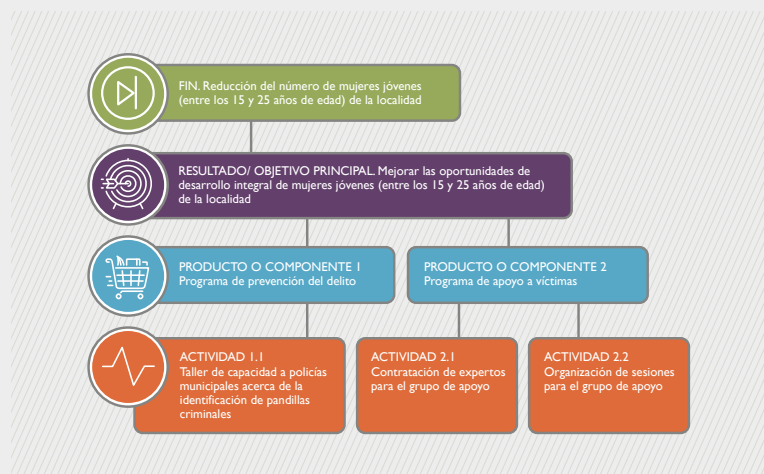 FIN. Reducción del número de mujeres jóvenes
(entre los 15 y 25 años de edad) de la localidad
RESULTADO/ OBJETIVO PRINCIPAL. Mejorar las oportunidades de
desarrollo integral de mujeres jóvenes (entre los 15 y 25 años de edad)
de la localidad
PRODUCTO O COMPONENTE 1
Programa de prevención del delito
PRODUCTO O COMPONENTE 2
Programa de apoyo a víctimas
ACTIVIDAD 1.1
Taller de capacidad a policías
municipales acerca de la
identificación de pandillas
criminales
ACTIVIDAD 2.1
Contratación de expertos
para el grupo de apoyo
ACTIVIDAD 2.2
Organización de sesiones
para el grupo de apoyo